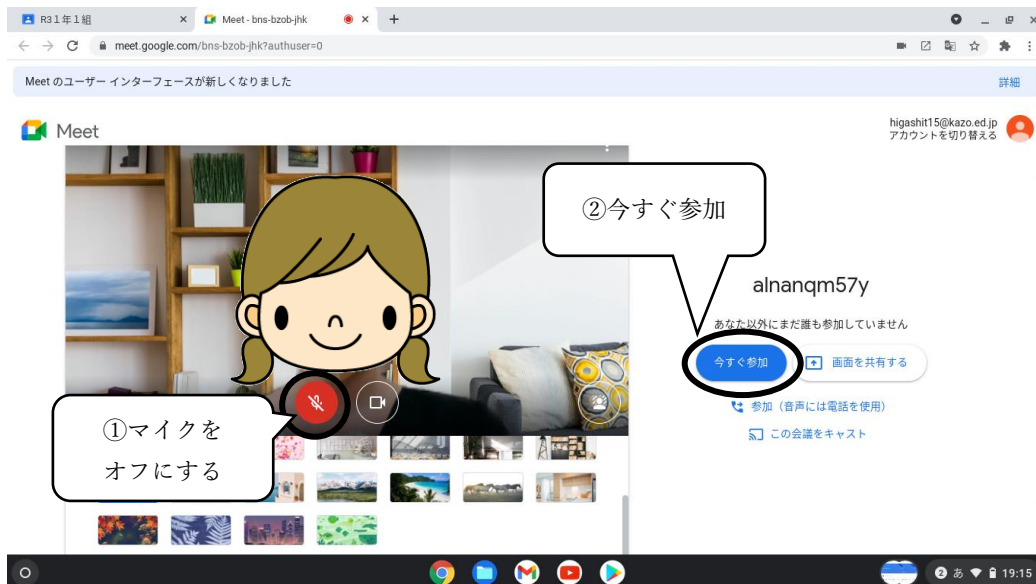 R3１年１組
Meet - bns-bzob-jhk
meet.google.com/bns-bzob-jhk?authuser=0
Meet のユーザー インターフェースが新しくなりました
詳細
Meet
higashit15@kazo.ed.jp
アカウントを切り替える
②今すぐ参加
alnanqm57y
あなた以外にまだ誰も参加していません
今すぐ参加
画面を共有する
参加（音声には電話を使用）
この会議をキャスト
①マイクを
オフにする
2 あ 19:15